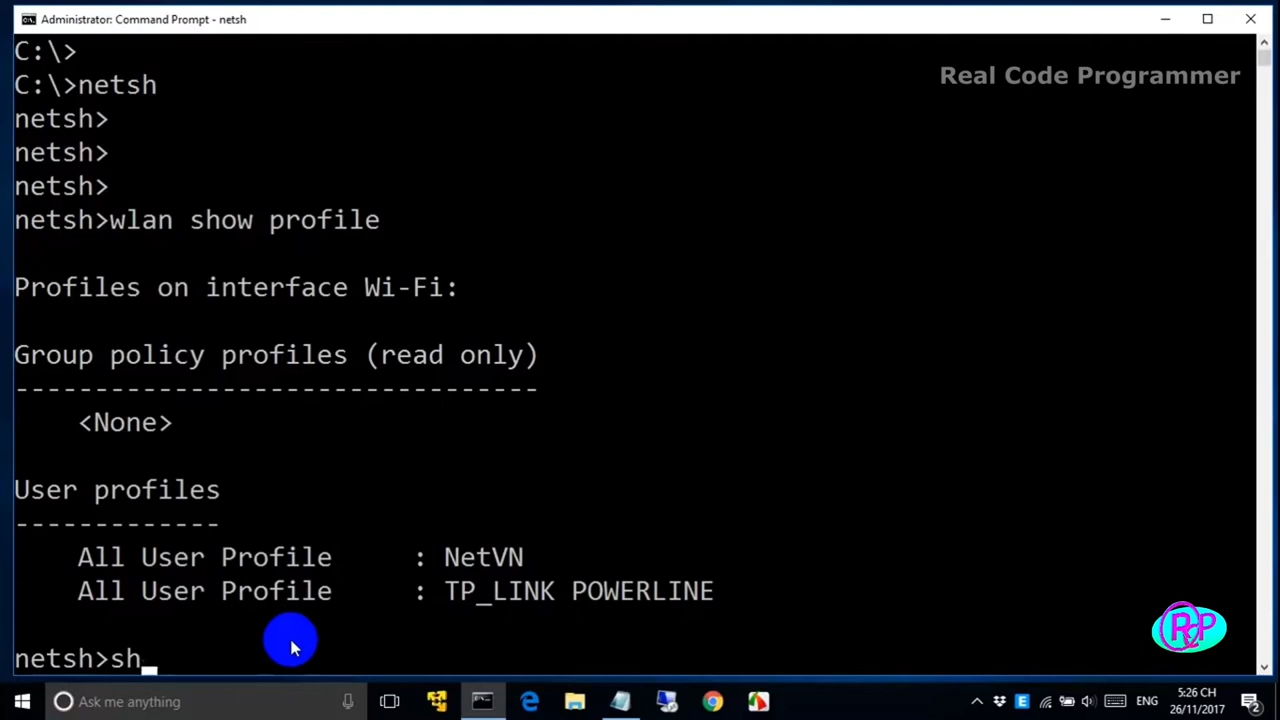 Administrator: Command Prompt - netsh
C:\>
C:\>netsh
Real Code Programmer
netsh>
netsh>
netsh>
netsh>wlan show profile
Profiles on interface Wi-Fi:
Group policy profiles (read only)
---------------------------------
<None>
User profiles
-------------
All User Profile : NetVN
All User Profile : TP_LINK POWERLINE
RCP
netsh>sh
Ask me anything
ENG
5:26 CH
26/11/2017
2